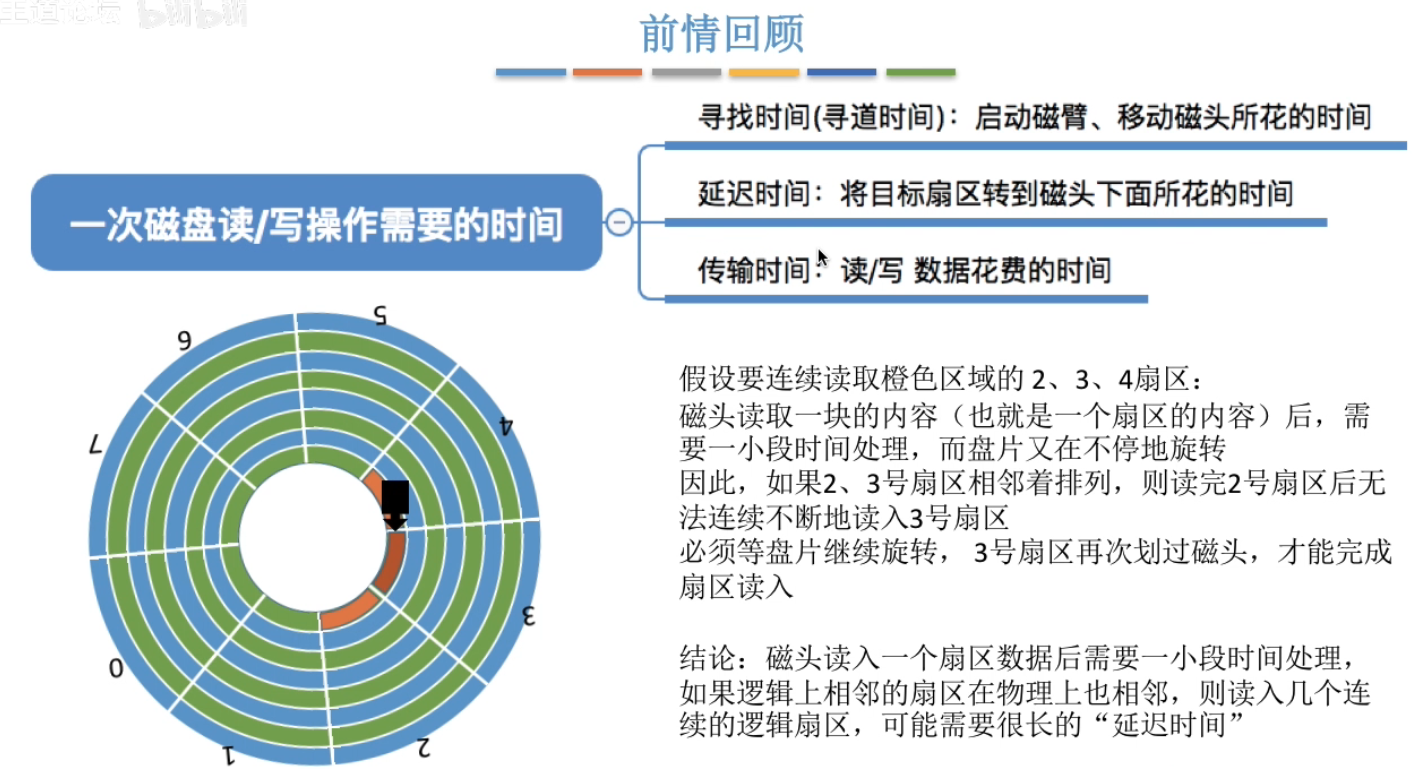 王道论坛 bilibili
前情回顾
寻找时间(寻道时间)：启动磁臂、移动磁头所花的时间
一次磁盘读/写操作需要的时间
延迟时间：将目标扇区转到磁头下面所花的时间
传输时间：读/写 数据花费的时间
5
6
4
7
3
0
2
1
假设要连续读取橙色区域的 2、3、4扇区：
磁头读取一块的内容（也就是一个扇区的内容）后，需
要一小段时间处理，而盘片又在不停地旋转
因此，如果2、3号扇区相邻着排列，则读完2号扇区后无
法连续不断地读入3号扇区
必须等盘片继续旋转， 3号扇区再次划过磁头，才能完成
扇区读入
结论：磁头读入一个扇区数据后需要一小段时间处理，
如果逻辑上相邻的扇区在物理上也相邻，则读入几个连
续的逻辑扇区，可能需要很长的“延迟时间”